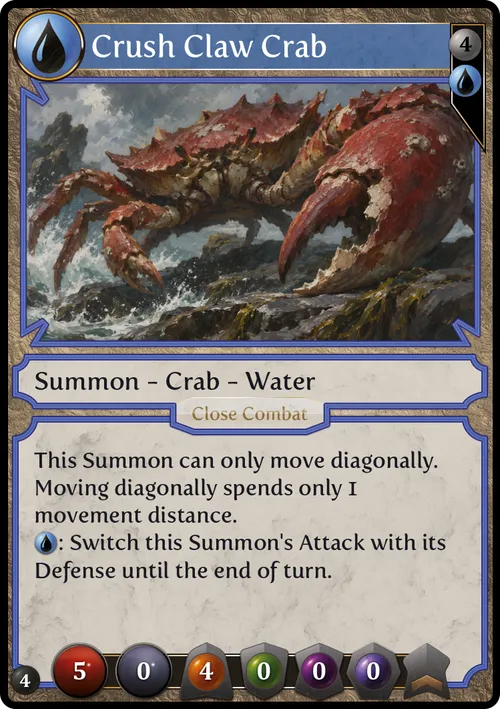 Crush Claw Crab
4
Summon - Crab - Water
Close Combat
This Summon can only move diagonally.
Moving diagonally spends only 1
movement distance.
: Switch this Summon's Attack with its
Defense until the end of turn.
4 5* 0* 4 0 0 0